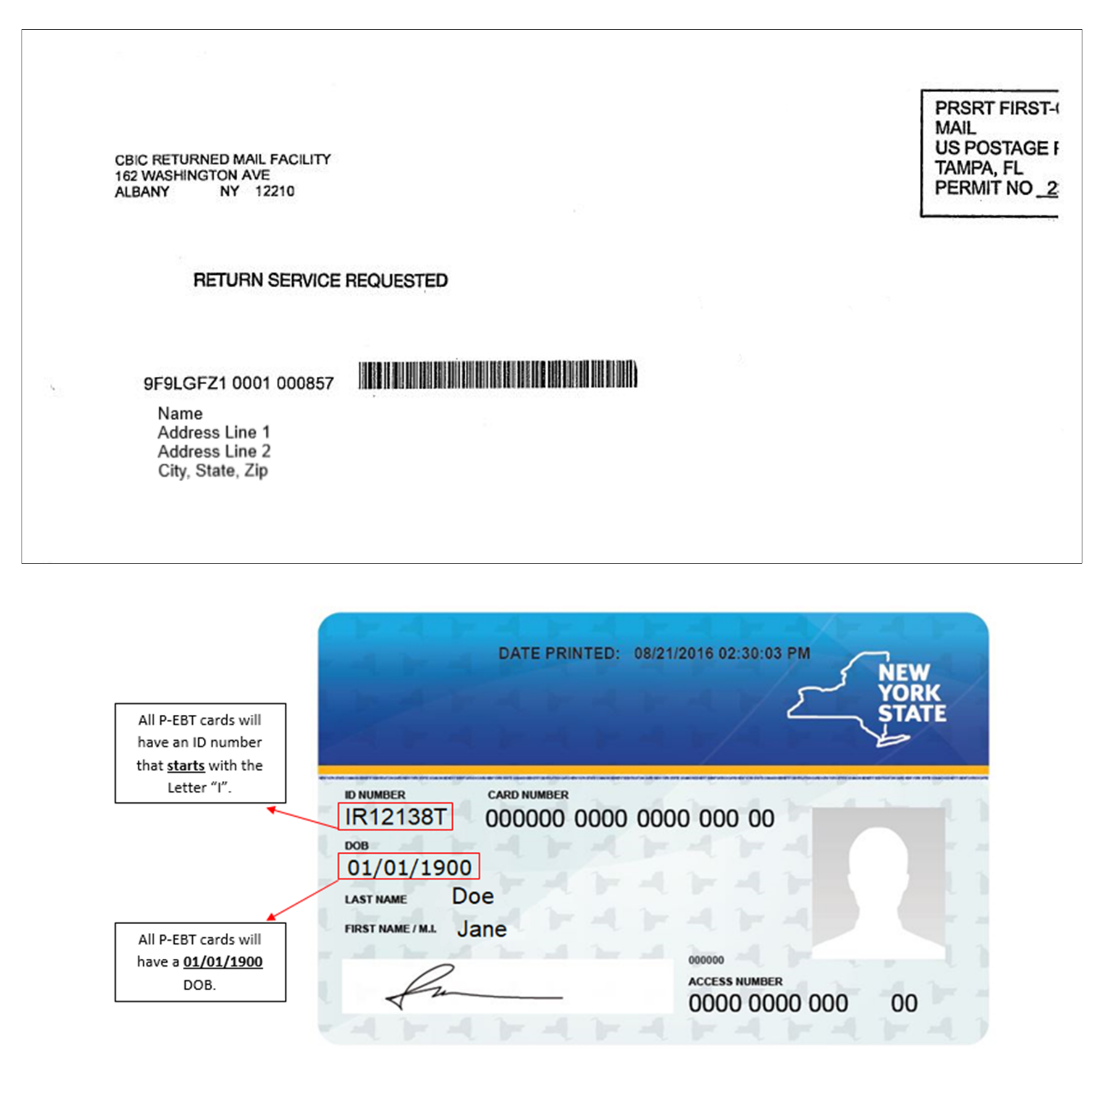 PRSRT FIRST-
MAIL
US POSTAGE
TAMPA, FL
PERMIT NO 2
CBIC RETURNED MAIL FACILITY
162 WASHINGTON AVE
ALBANY NY 12210
RETURN SERVICE REQUESTED
9F9LGFZ1 0001 000857
Name
Address Line 1
Address Line 2
City, State, Zip
DATE PRINTED: 08/21/2016 02:30:03 PM
NEW
YORK
STATE
All P-EBT cards will
have an ID number
that starts with the
Letter “I”.
ID NUMBER CARD NUMBER
IR12138T 000000 0000 0000 000 00
DOB
01/01/1900
LAST NAME Doe
FIRST NAME / M.I. Jane
All P-EBT cards will
have a 01/01/1900
DOB.
000000
ACCESS NUMBER
0000 0000 000 00